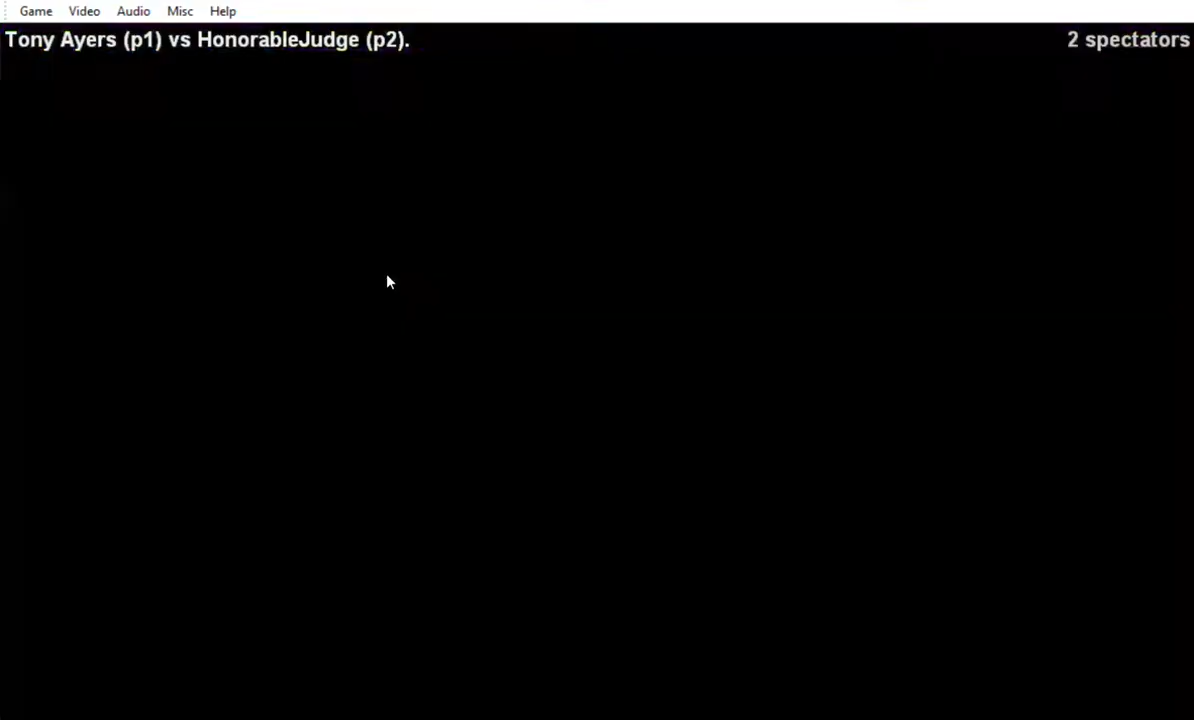 Game Video Audio Misc Help
Tony Ayers (p1) vs HonorableJudge (p2). 2 spectators